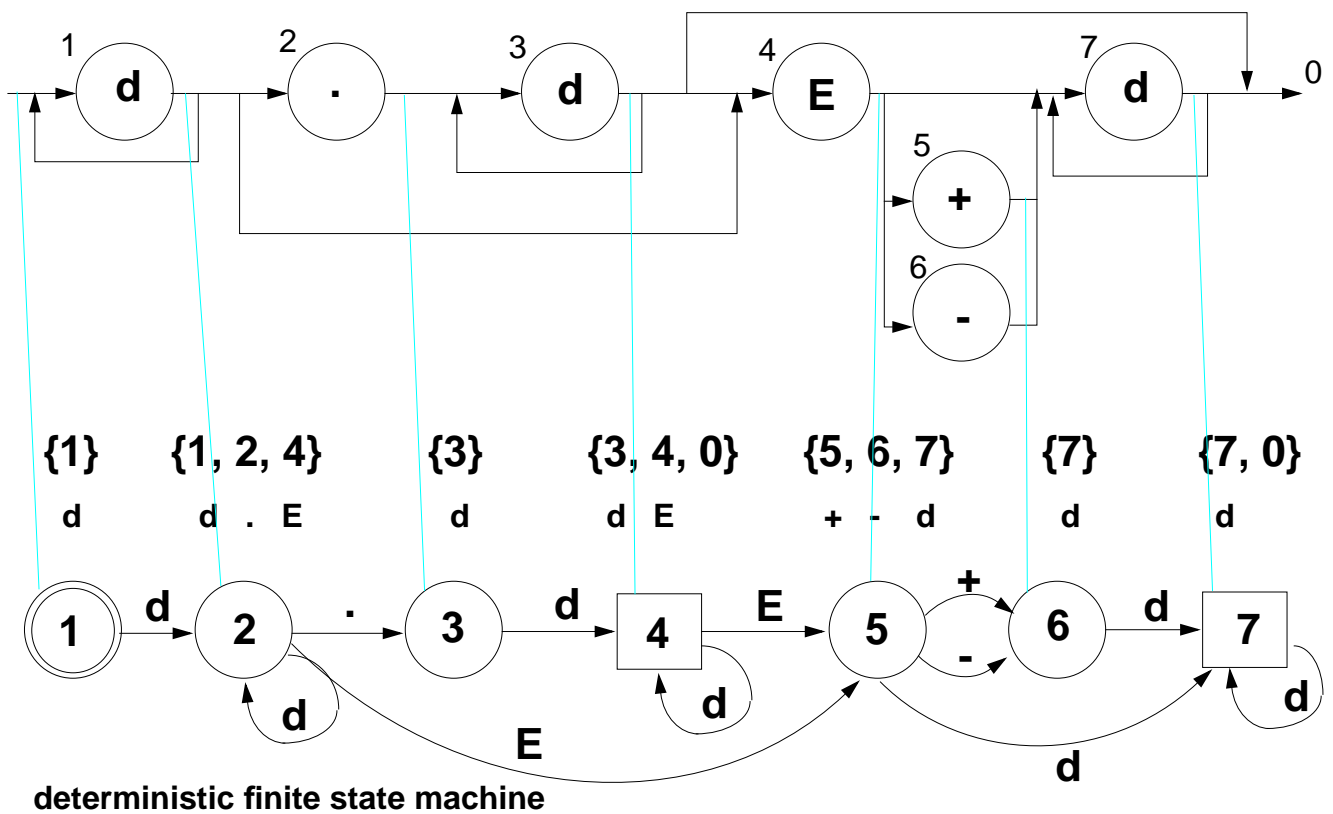 1 2 3 4 7 0
d . d E d
5
+
6
-
{1} {1, 2, 4} {3} {3, 4, 0} {5, 6, 7} {7} {7, 0}
d d . E d d E + - d d d
+
d . d E d
1 2 3 4 5 6 7
-
d d d
E
d
deterministic finite state machine